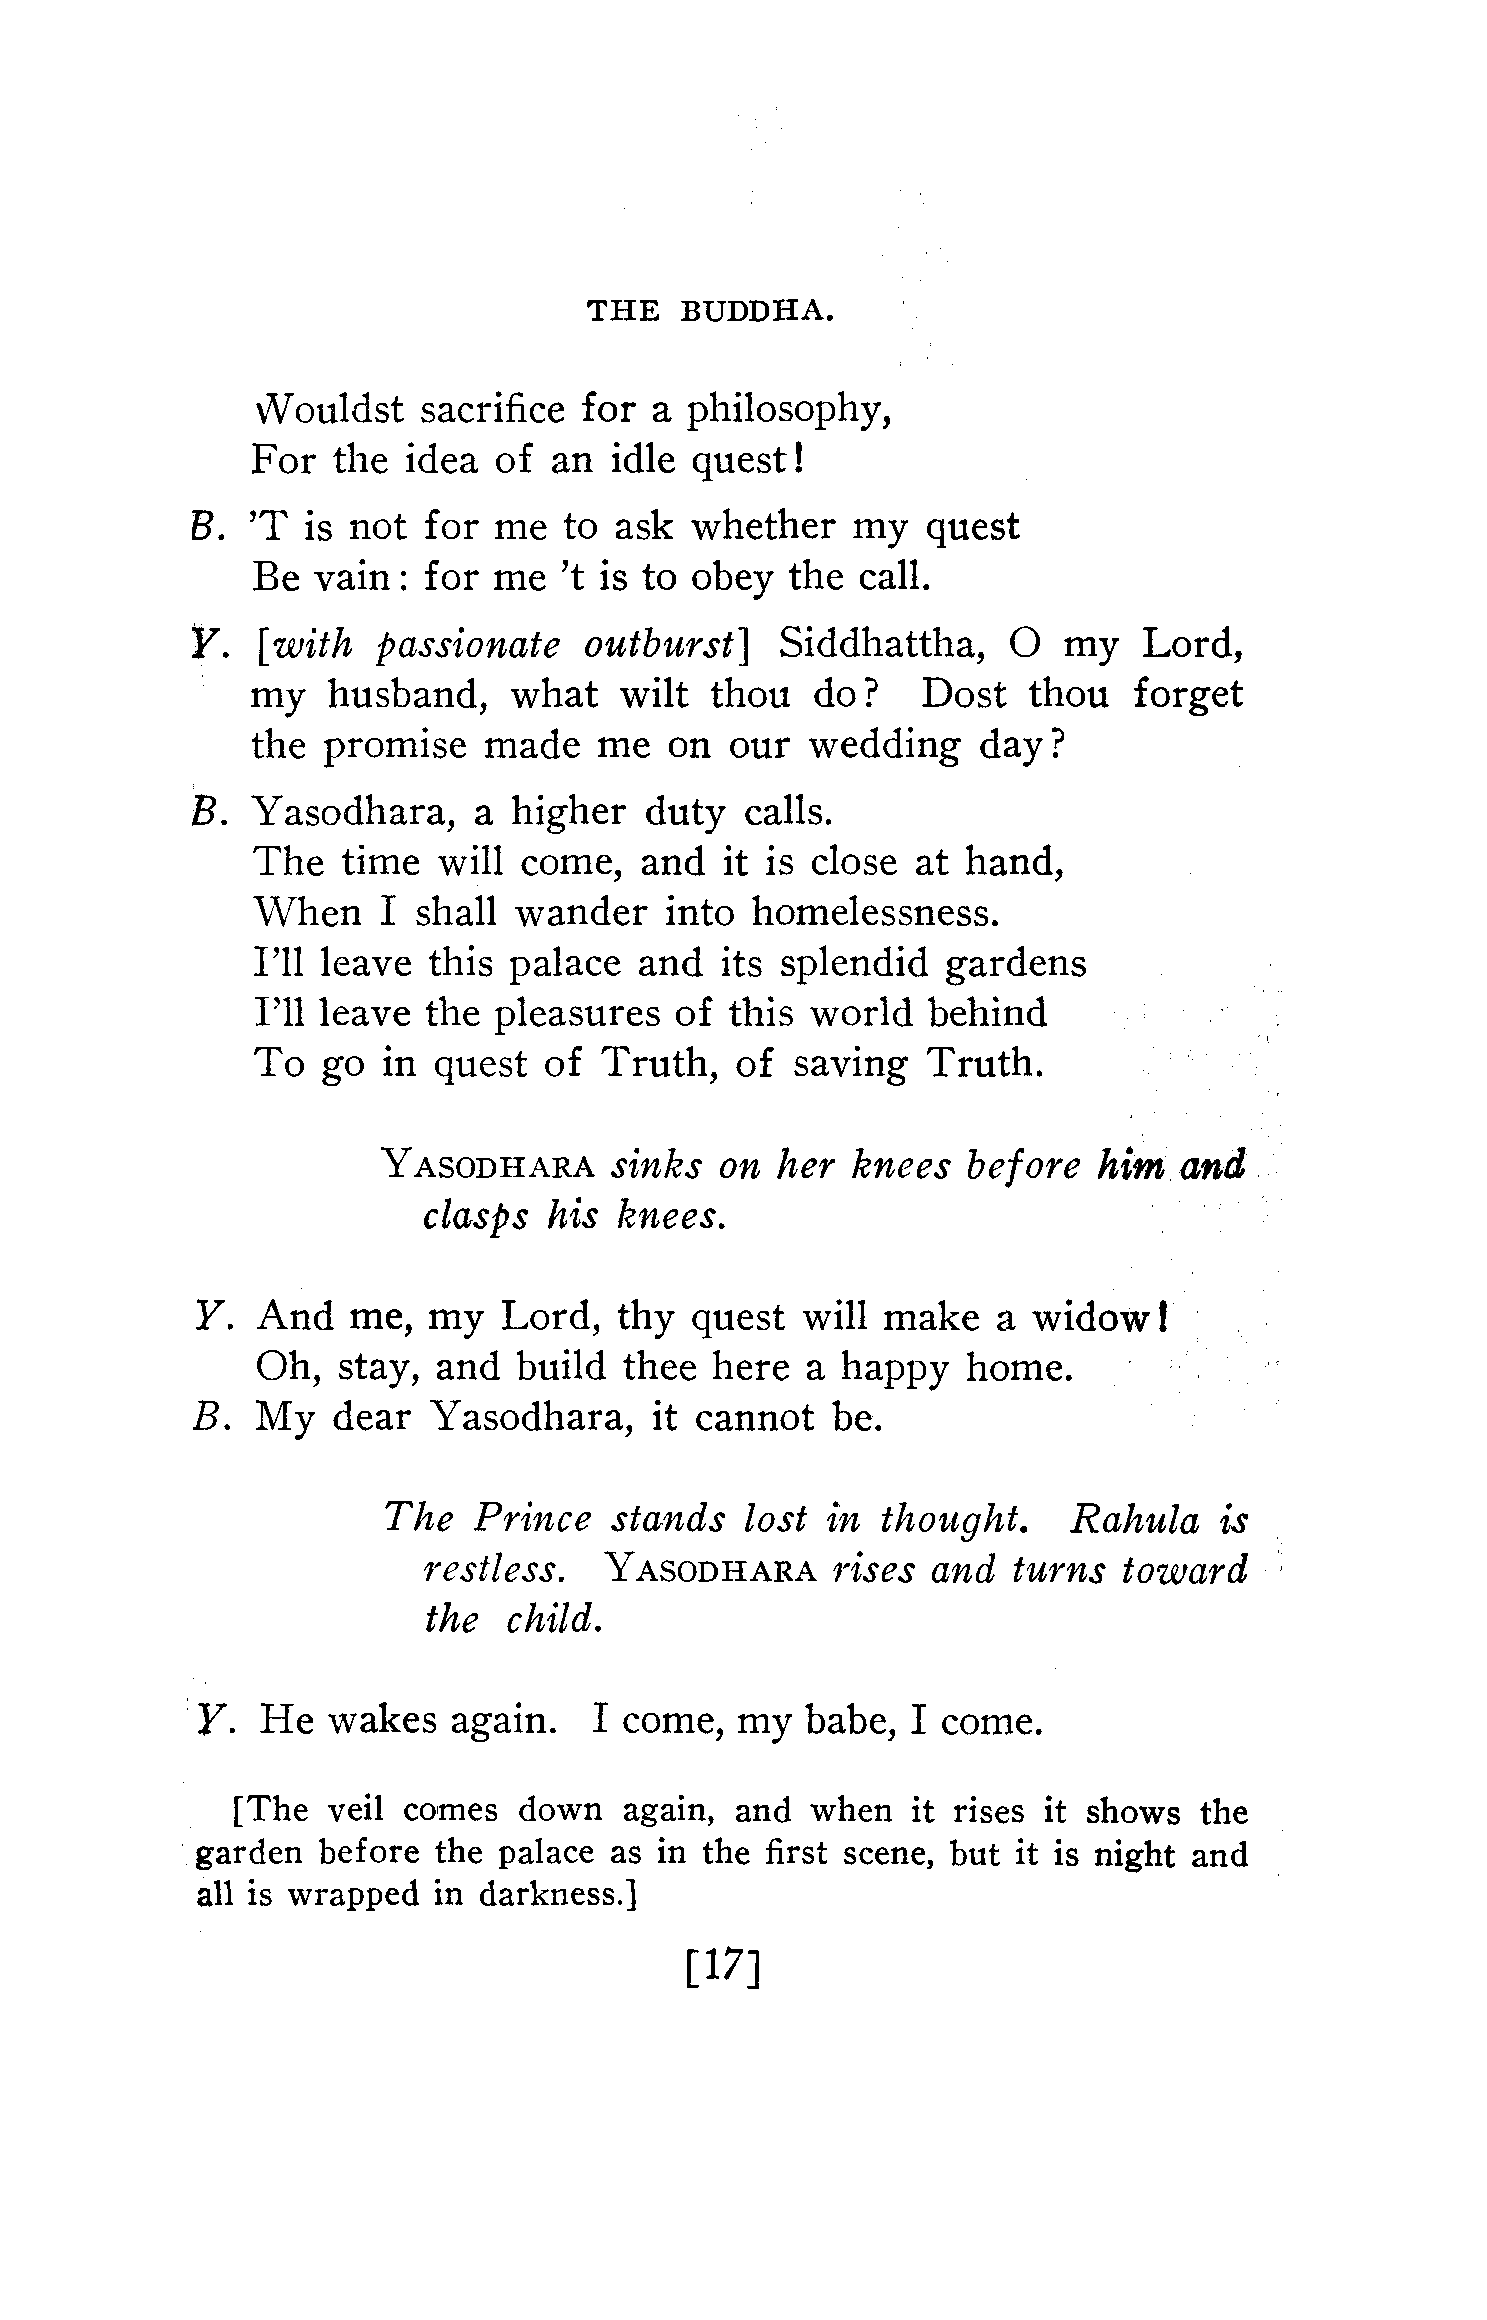 THE BUDDHA.
Wouldst sacrifice for a philosophy,
For the idea of an idle quest!
B. 'T is not for me to ask whether my quest
Be vain: for me 't is to obey the call.
Y. [with passionate outburst] Siddhattha, O my Lord,
my husband, what wilt thou do? Dost thou forget
the promise made me on our wedding day?
B. Yasodhara, a higher duty calls.
The time will come, and it is close at hand,
When I shall wander into homelessness.
I'll leave this palace and its splendid gardens
I'll leave the pleasures of this world behind
To go in quest of Truth, of saving Truth.
YASODHARA sinks on her knees before him and
clasps his knees.
Y. And me, my Lord, thy quest will make a widow!
Oh, stay, and build thee here a happy home.
B. My dear Yasodhara, it cannot be.
The Prince stands lost in thought. Rahula is
restless. YASODHARA rises and turns toward
the child.
Y. He wakes again. I come, my babe, I come.
[The veil comes down again, and when it rises it shows the
garden before the palace as in the first scene, but it is night and
all is wrapped in darkness.]
[17]